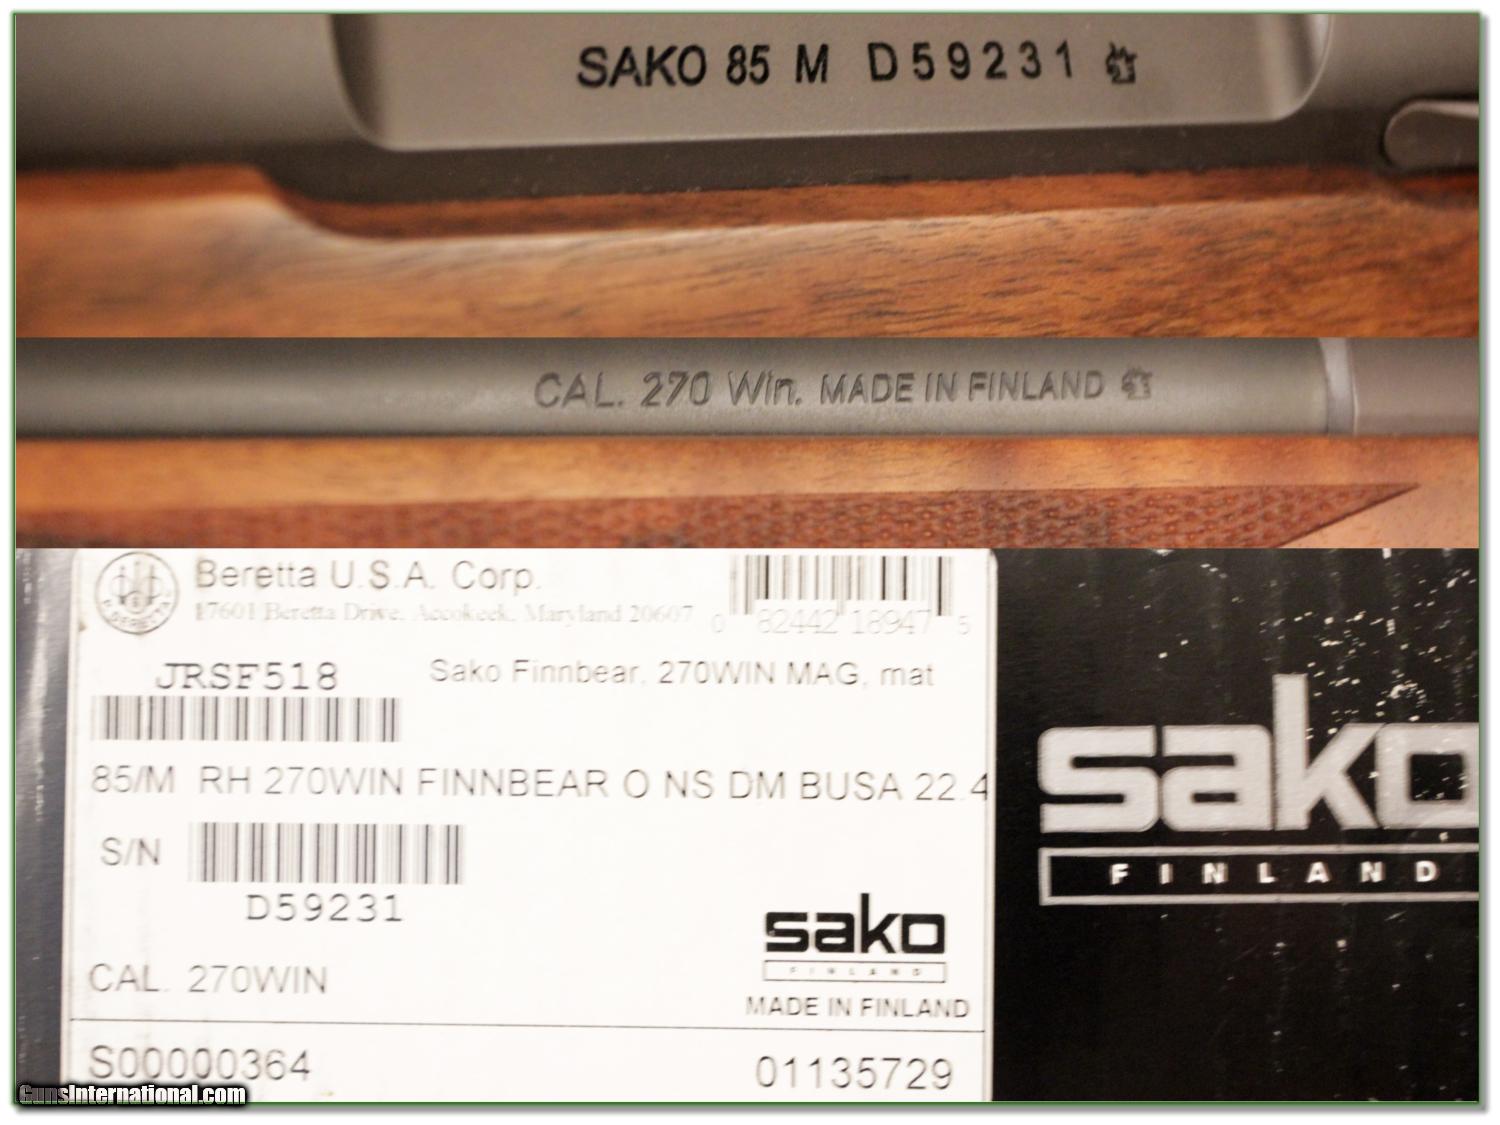 SAKO 85 M D59231
CAL. 270 Win. MADE IN FINLAND
Beretta U.S.A. Corp.
17601 Beretta Drive, Accokeek, Maryland 20607
0 82442 18947 5
BERETTA
JRSF518
Sako Finnbear, 270WIN MAG, mat
85/M RH 270WIN FINNBEAR O NS DM BUSA 22.4
S/N
D59231
CAL. 270WIN
sako
FINLAND
MADE IN FINLAND
S00000364
01135729
sako
FINLAND
GunsInternational.com